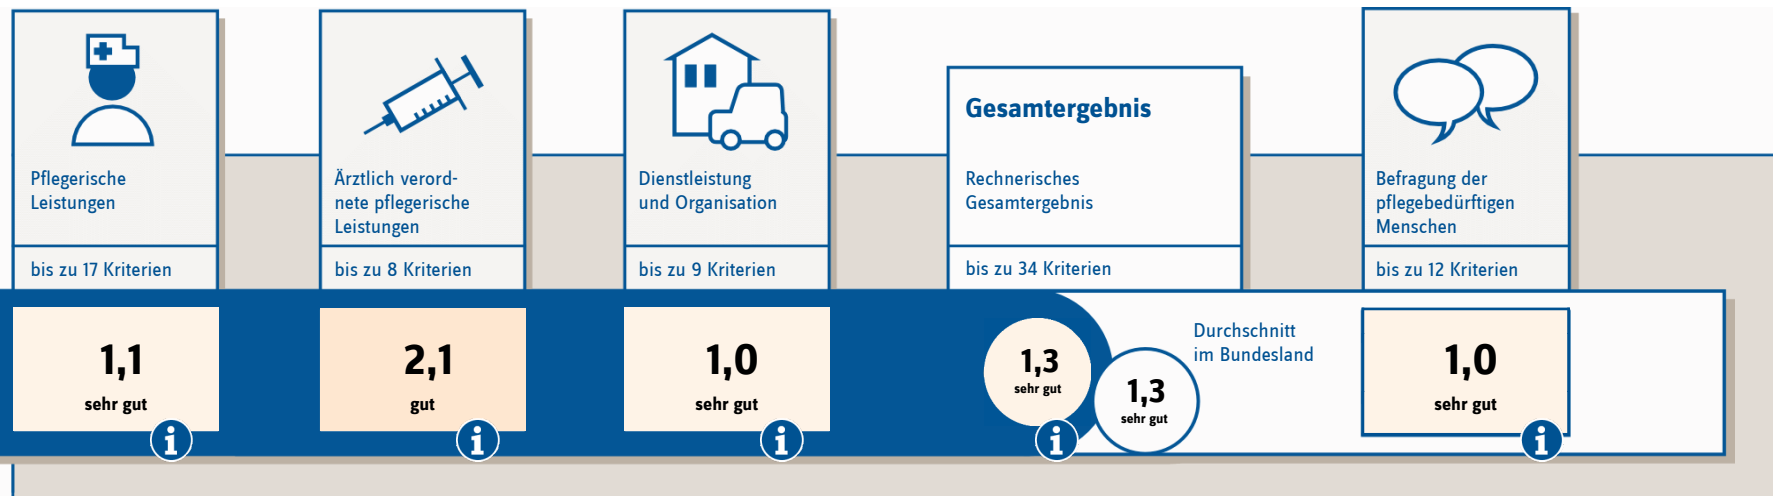 Pflegerische
Leistungen
bis zu 17 Kriterien
1,1
sehr gut
i
Ärztlich verord-
nete pflegerische
Leistungen
bis zu 8 Kriterien
2,1
gut
i
Dienstleistung
und Organisation
bis zu 9 Kriterien
1,0
sehr gut
i
Gesamtergebnis
Rechnerisches
Gesamtergebnis
bis zu 34 Kriterien
1,3
sehr gut
i
Durchschnitt
im Bundesland
1,3
sehr gut
Befragung der
pflegebedürftigen
Menschen
bis zu 12 Kriterien
1,0
sehr gut
i